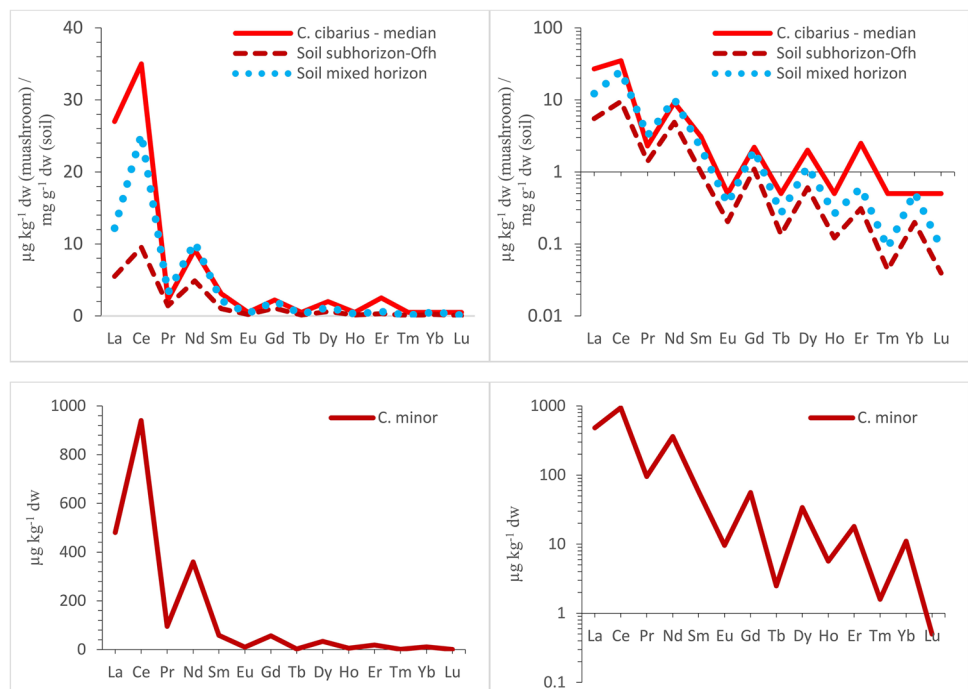 40
30
20
10
0
µg kg⁻¹ dw (muashroom) /
mg g⁻¹ dw (soil)
C. cibarius - median
Soil subhorizon-Ofh
Soil mixed horizon
La Ce Pr Nd Sm Eu Gd Tb Dy Ho Er Tm Yb Lu
100
10
1
0.1
0.01
µg kg⁻¹ dw (muashroom) /
mg g⁻¹ dw (soil)
C. cibarius - median
Soil subhorizon-Ofh
Soil mixed horizon
La Ce Pr Nd Sm Eu Gd Tb Dy Ho Er Tm Yb Lu
1000
800
600
400
200
0
µg kg⁻¹ dw
C. minor
La Ce Pr Nd Sm Eu Gd Tb Dy Ho Er Tm Yb Lu
1000
100
10
1
0.1
µg kg⁻¹ dw
C. minor
La Ce Pr Nd Sm Eu Gd Tb Dy Ho Er Tm Yb Lu